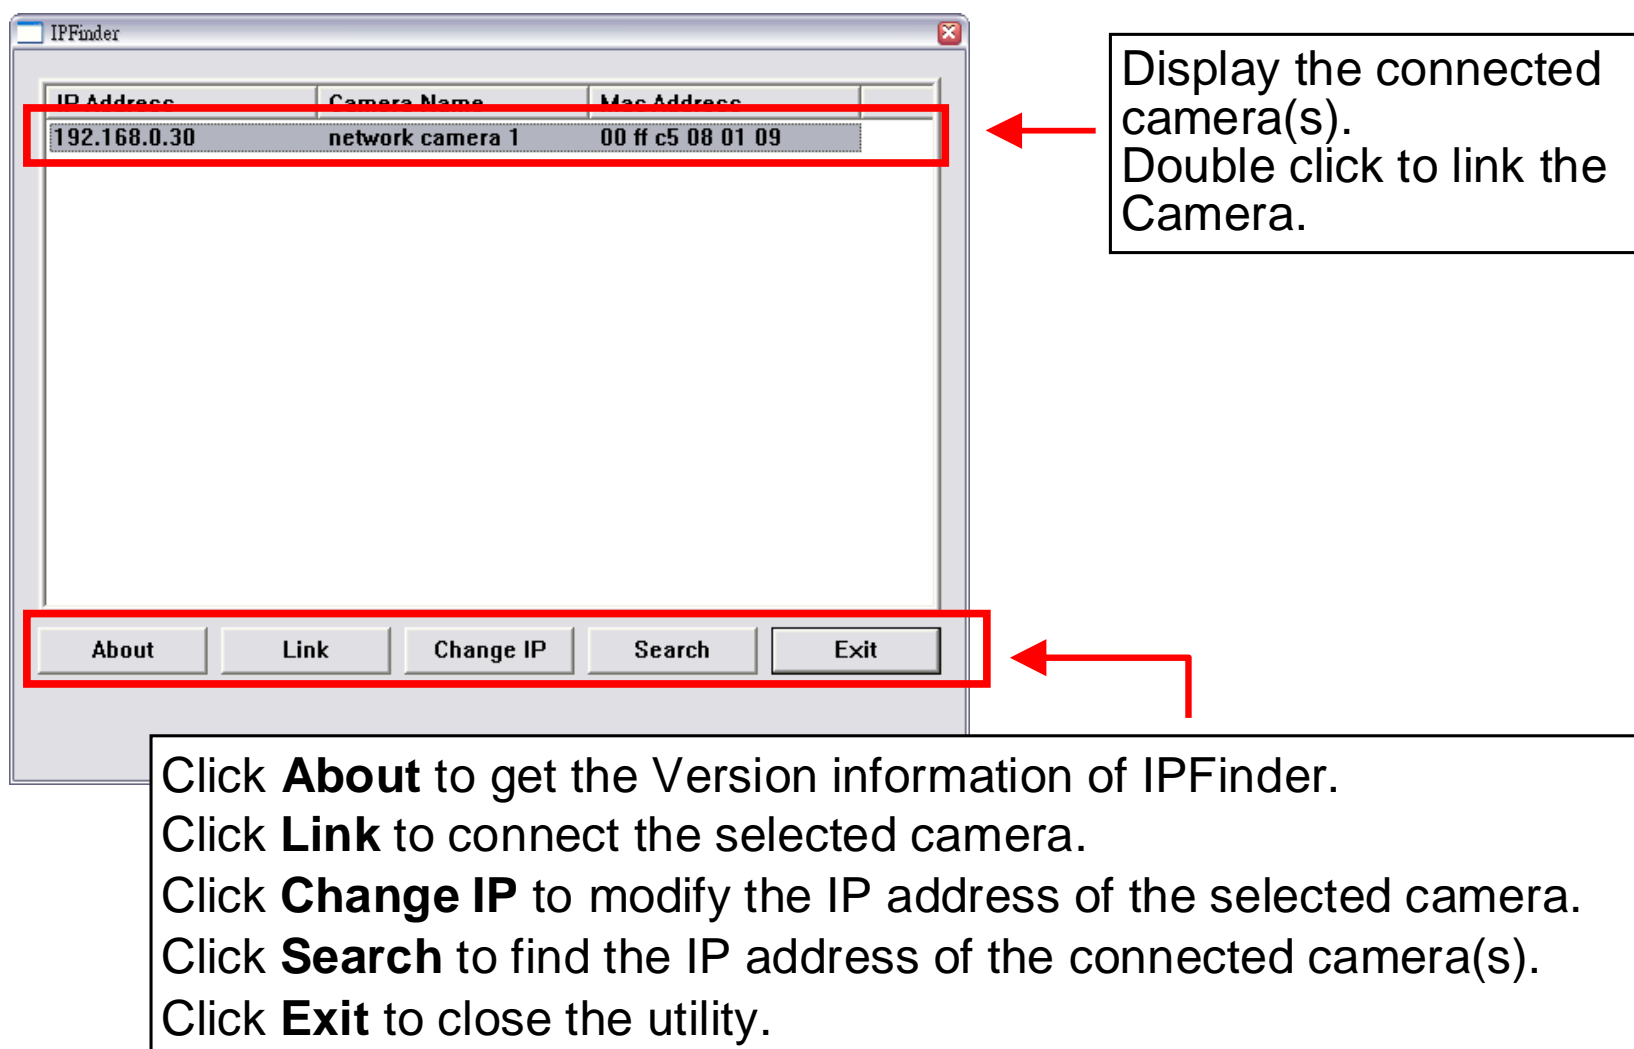 IPFinder
IP Address Camera Name Mac Address
192.168.0.30 network camera 1 00 ff c5 08 01 09
Display the connected
camera(s).
Double click to link the
Camera.
About Link Change IP Search Exit
Click About to get the Version information of IPFinder.
Click Link to connect the selected camera.
Click Change IP to modify the IP address of the selected camera.
Click Search to find the IP address of the connected camera(s).
Click Exit to close the utility.